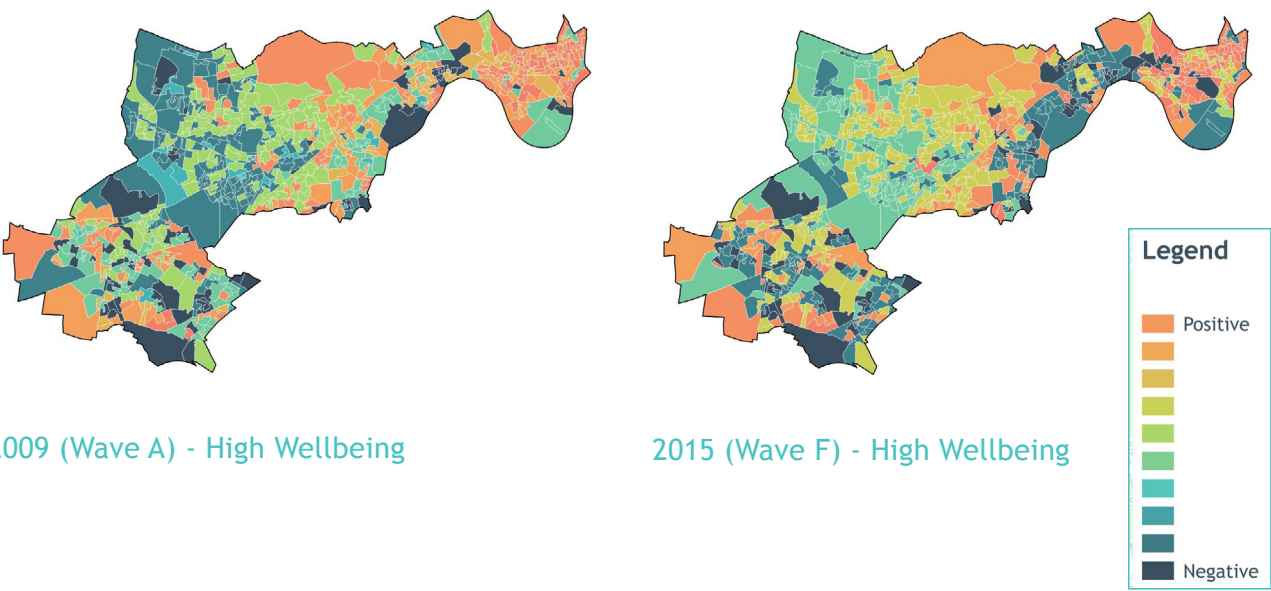 009 (Wave A) - High Wellbeing
2015 (Wave F) - High Wellbeing
Legend
Positive
Negative